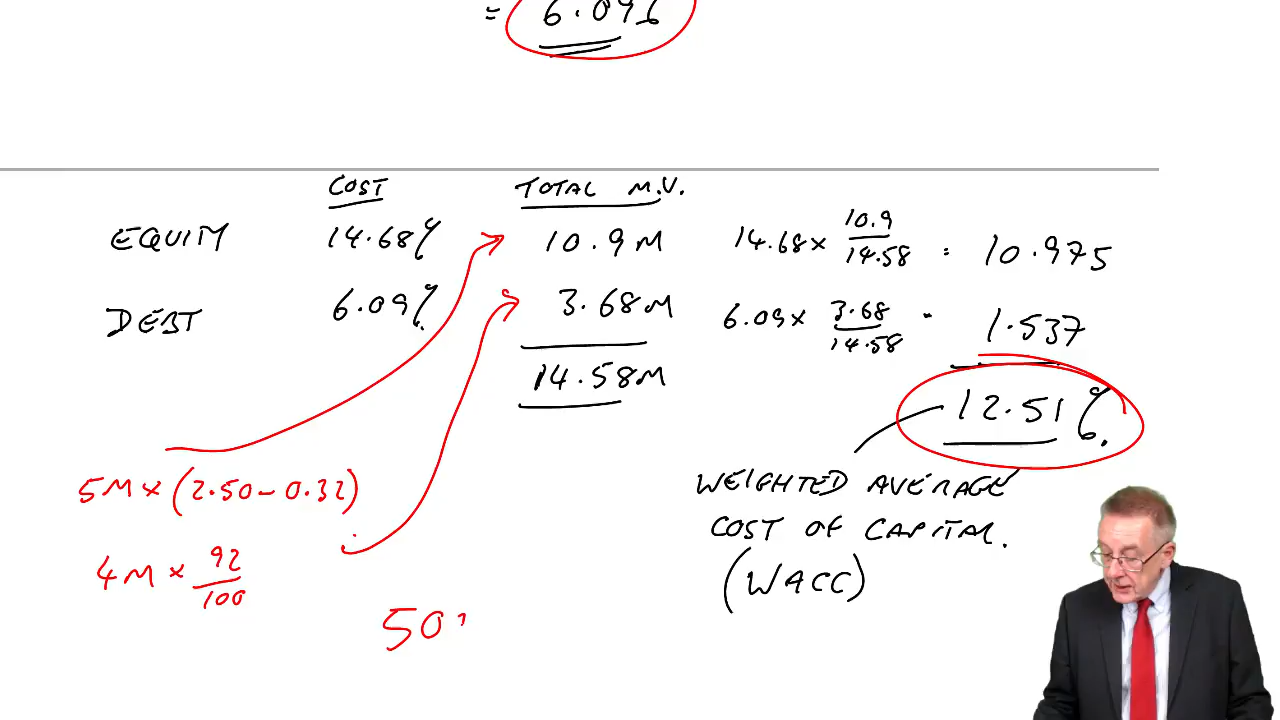 = 6.09%
COST TOTAL M.V.
EQUITY 14.68% 10.9M 14.68 × 10.9/14.58 = 10.975
DEBT 6.09% 3.68M 6.09 × 3.68/14.58 = 1.537
14.58M 12.51%
5M × (2.50 - 0.32) WEIGHTED AVERAGE
COST OF CAPITAL.
4M × 92/100 (WACC)
50